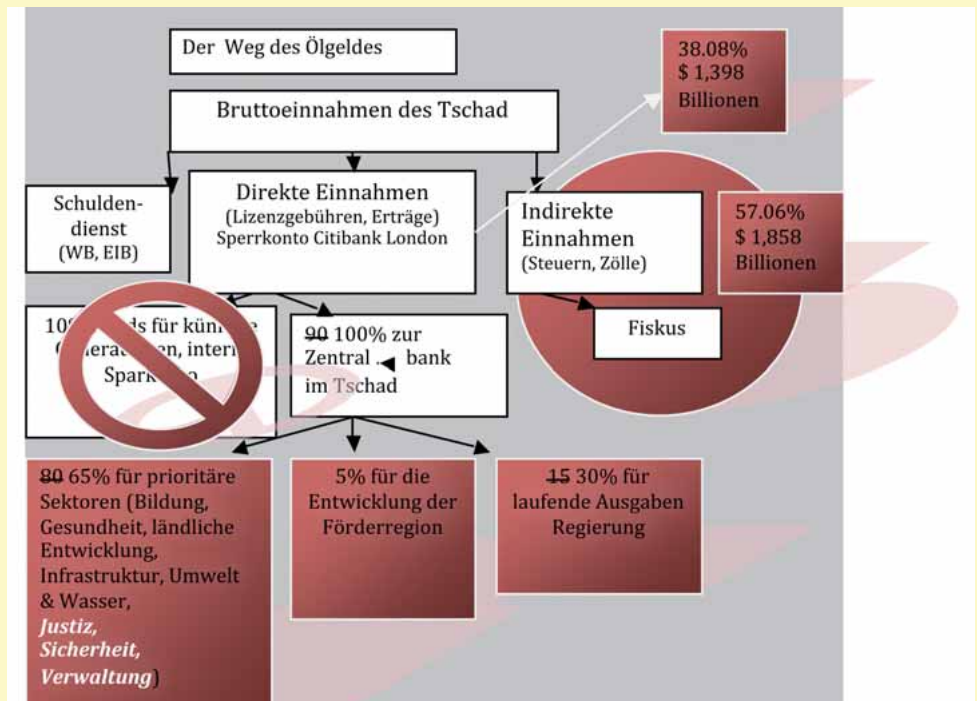 Der Weg des Ölgeldes
38.08%
$ 1,398
Billionen
Bruttoeinnahmen des Tschad
Schulden-
dienst
(WB, EIB)
Direkte Einnahmen
(Lizenzgebühren, Erträge)
Sperrkonto Citibank London
Indirekte
Einnahmen
(Steuern, Zölle)
57.06%
$ 1,858
Billionen
Fiskus
für
90 100% zur
Zentral bank
im Tschad
80 65% für prioritäre
Sektoren (Bildung,
Gesundheit, ländliche
Entwicklung,
Infrastruktur, Umwelt
& Wasser,
Justiz,
Sicherheit,
Verwaltung)
5% für die
Entwicklung der
Förderregion
15 30% für
laufende Ausgaben
Regierung